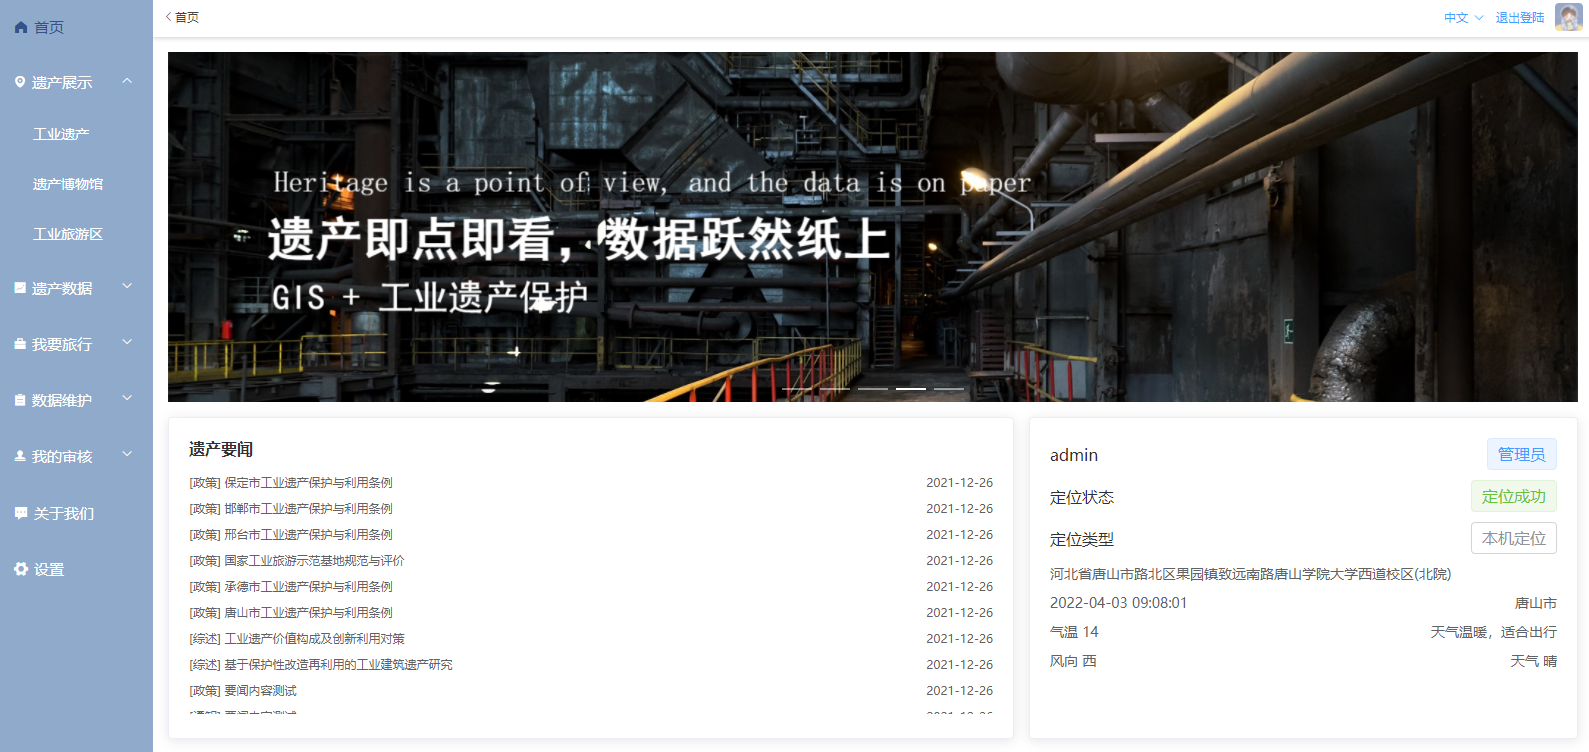 首页
遗产展示
工业遗产
遗产博物馆
工业旅游区
遗产数据
我要旅行
数据维护
我的审核
关于我们
设置
首页
中文
退出登陆
Heritage is a point of view, and the data is on paper
遗产即点即看，数据跃然纸上
GIS + 工业遗产保护
遗产要闻
[政策] 保定市工业遗产保护与利用条例 2021-12-26
[政策] 邯郸市工业遗产保护与利用条例 2021-12-26
[政策] 邢台市工业遗产保护与利用条例 2021-12-26
[政策] 国家工业旅游示范基地规范与评价 2021-12-26
[政策] 承德市工业遗产保护与利用条例 2021-12-26
[政策] 唐山市工业遗产保护与利用条例 2021-12-26
[综述] 工业遗产价值构成及创新利用对策 2021-12-26
[综述] 基于保护性改造再利用的工业建筑遗产研究 2021-12-26
[政策] 要闻内容测试 2021-12-26
admin 管理员
定位状态 定位成功
定位类型 本机定位
河北省唐山市路北区果园镇致远南路唐山学院大学西道校区(北院)
2022-04-03 09:08:01 唐山市
气温 14 天气温暖，适合出行
风向 西 天气 晴